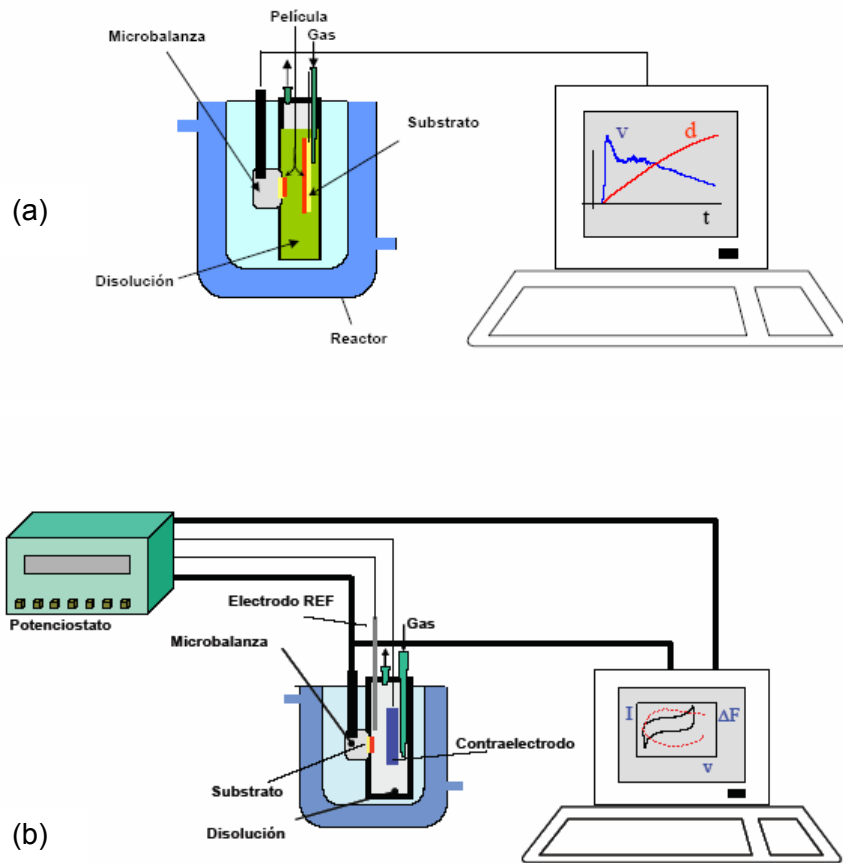 Película
Microbalanza
Gas
Substrato
v
d
t
(a)
Disolución
Reactor
Electrodo REF
Potenciostato
Gas
Microbalanza
I
ΔF
v
Contraelectrodo
Substrato
Disolución
(b)